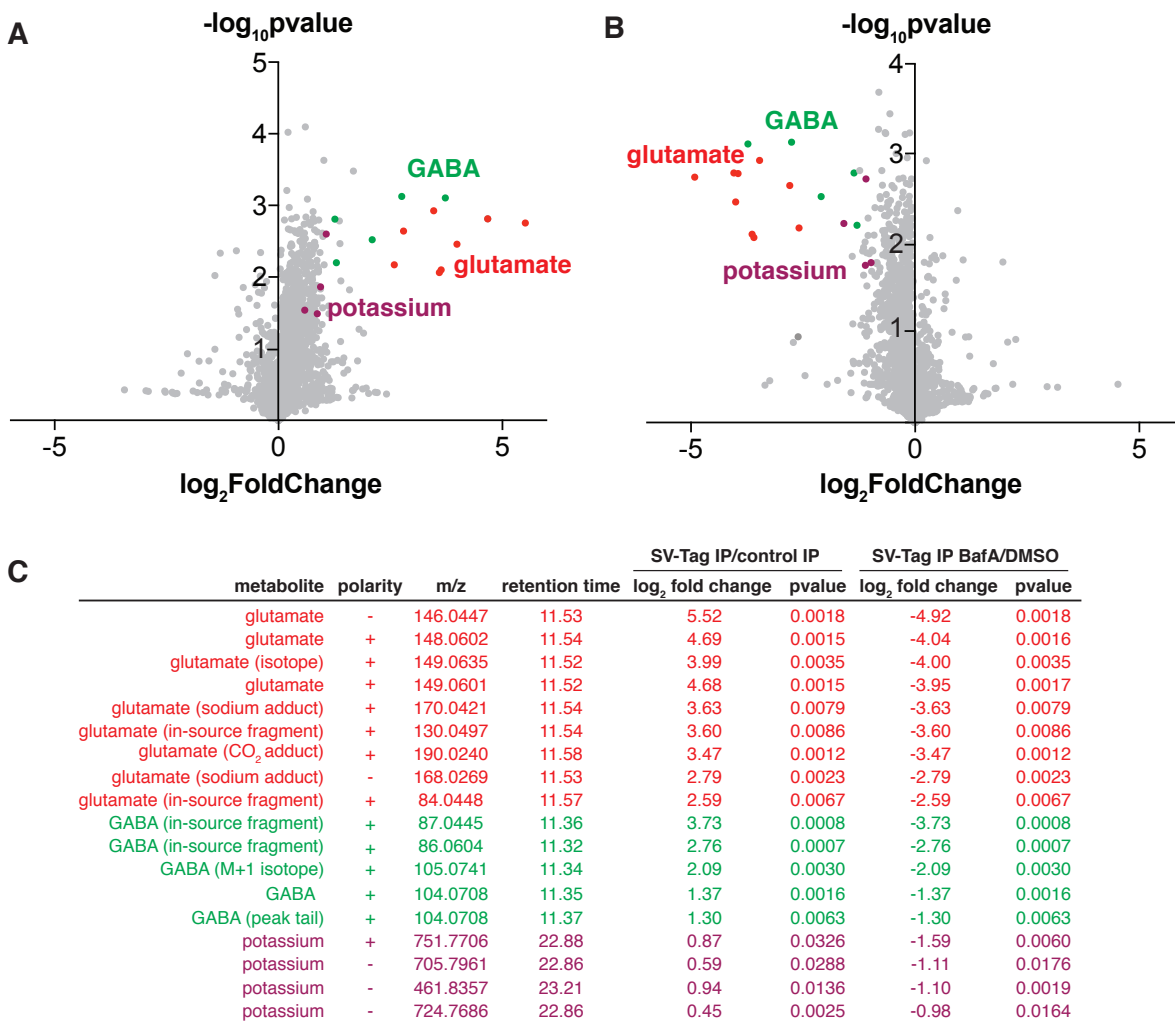 A
-log10pvalue
5
4
3
2
1
GABA
glutamate
potassium
-5
0
5
log2FoldChange
B
-log10pvalue
4
3
2
1
GABA
glutamate
potassium
-5
0
5
log2FoldChange
C
SV-Tag IP/control IP SV-Tag IP BafA/DMSO
metabolite polarity m/z retention time log2 fold change pvalue log2 fold change pvalue
glutamate - 146.0447 11.53 5.52 0.0018 -4.92 0.0018
glutamate + 148.0602 11.54 4.69 0.0015 -4.04 0.0016
glutamate (isotope) + 149.0635 11.52 3.99 0.0035 -4.00 0.0035
glutamate + 149.0601 11.52 4.68 0.0015 -3.95 0.0017
glutamate (sodium adduct) + 170.0421 11.54 3.63 0.0079 -3.63 0.0079
glutamate (in-source fragment) + 130.0497 11.54 3.60 0.0086 -3.60 0.0086
glutamate (CO2 adduct) + 190.0240 11.58 3.47 0.0012 -3.47 0.0012
glutamate (sodium adduct) - 168.0269 11.53 2.79 0.0023 -2.79 0.0023
glutamate (in-source fragment) + 84.0448 11.57 2.59 0.0067 -2.59 0.0067
GABA (in-source fragment) + 87.0445 11.36 3.73 0.0008 -3.73 0.0008
GABA (in-source fragment) + 86.0604 11.32 2.76 0.0007 -2.76 0.0007
GABA (M+1 isotope) + 105.0741 11.34 2.09 0.0030 -2.09 0.0030
GABA + 104.0708 11.35 1.37 0.0016 -1.37 0.0016
GABA (peak tail) + 104.0708 11.37 1.30 0.0063 -1.30 0.0063
potassium + 751.7706 22.88 0.87 0.0326 -1.59 0.0060
potassium - 705.7961 22.86 0.59 0.0288 -1.11 0.0176
potassium - 461.8357 23.21 0.94 0.0136 -1.10 0.0019
potassium - 724.7686 22.86 0.45 0.0025 -0.98 0.0164